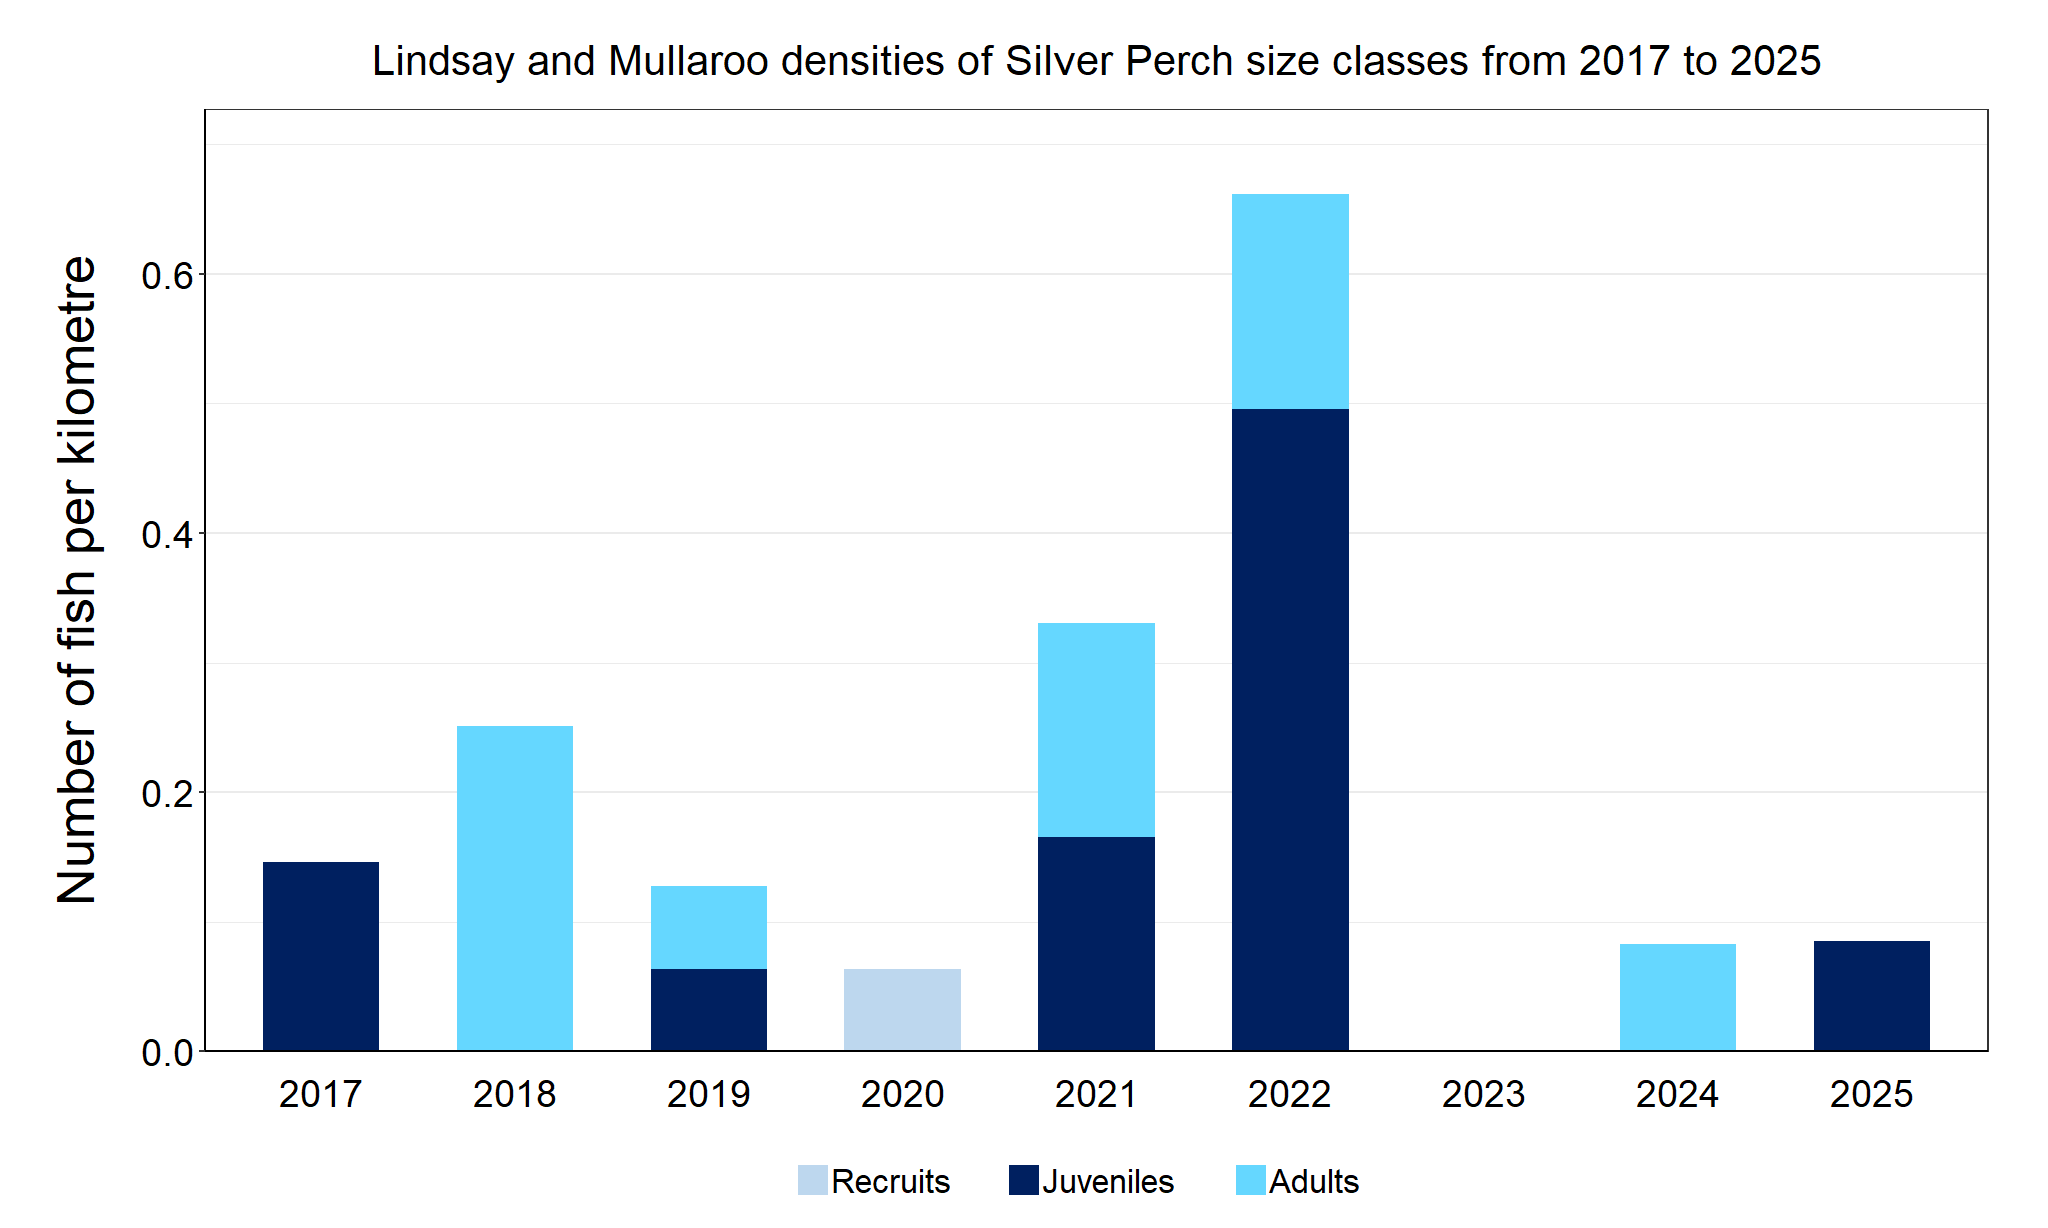 Lindsay and Mullaroo densities of Silver Perch size classes from 2017 to 2025
Number of fish per kilometre
0.6
0.4
0.2
0.0
2017 2018 2019 2020 2021 2022 2023 2024 2025
Recruits Juveniles Adults